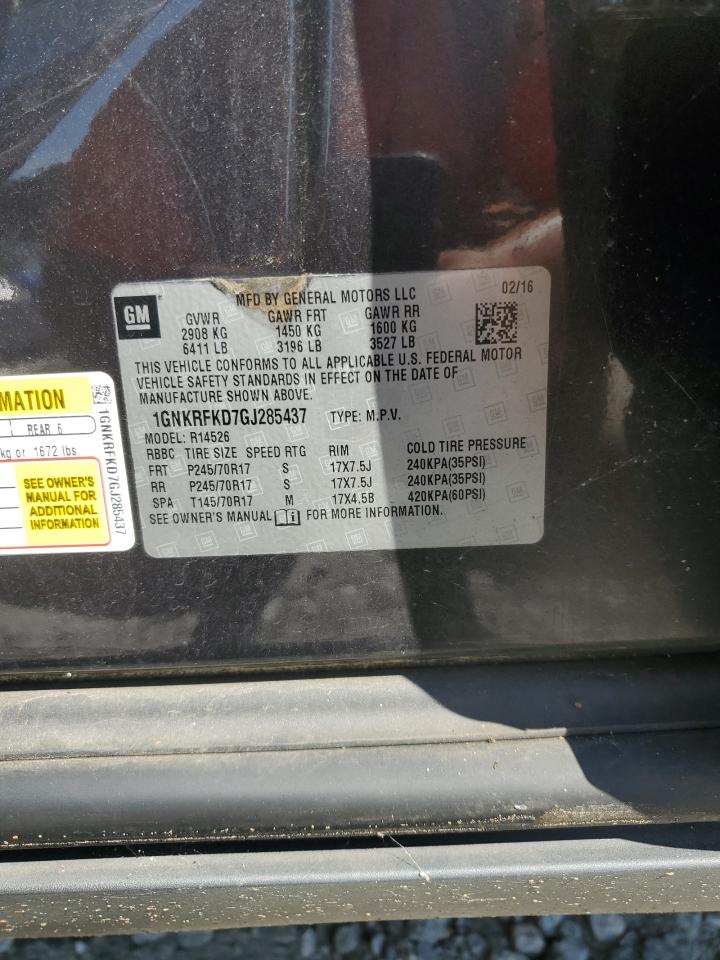 GM
MFD BY GENERAL MOTORS LLC 02/16
GVWR GAWR FRT GAWR RR
2908 KG 1450 KG 1600 KG
6411 LB 3196 LB 3527 LB
THIS VEHICLE CONFORMS TO ALL APPLICABLE U.S. FEDERAL MOTOR
VEHICLE SAFETY STANDARDS IN EFFECT ON THE DATE OF
MANUFACTURE SHOWN ABOVE.
1GNKRFKD7GJ285437 TYPE: M.P.V.
MODEL: R14526
RBBC TIRE SIZE SPEED RTG RIM COLD TIRE PRESSURE
FRT P245/70R17 S 17X7.5J 240KPA(35PSI)
RR P245/70R17 S 17X7.5J 240KPA(35PSI)
SPA T145/70R17 M 17X4.5B 420KPA(60PSI)
SEE OWNER'S MANUAL FOR MORE INFORMATION.
MATION
REAR 6
kg or 1672 lbs.
SEE OWNER'S
MANUAL FOR
ADDITIONAL
INFORMATION
1GNKRFKD7GJ285437